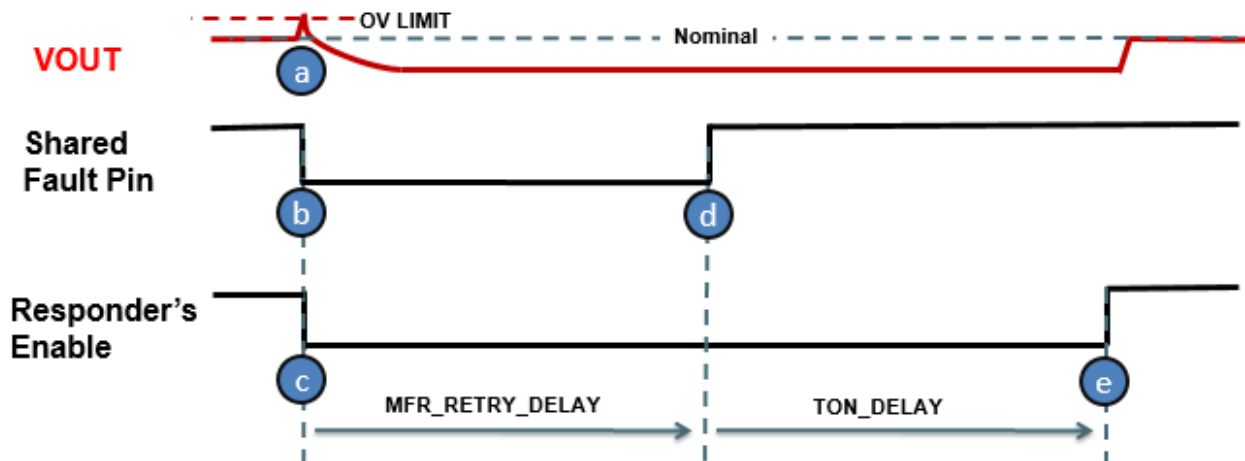 OV LIMIT
Nominal
VOUT
a
Shared
Fault Pin
b
d
Responder's
Enable
c
e
MFR_RETRY_DELAY
TON_DELAY